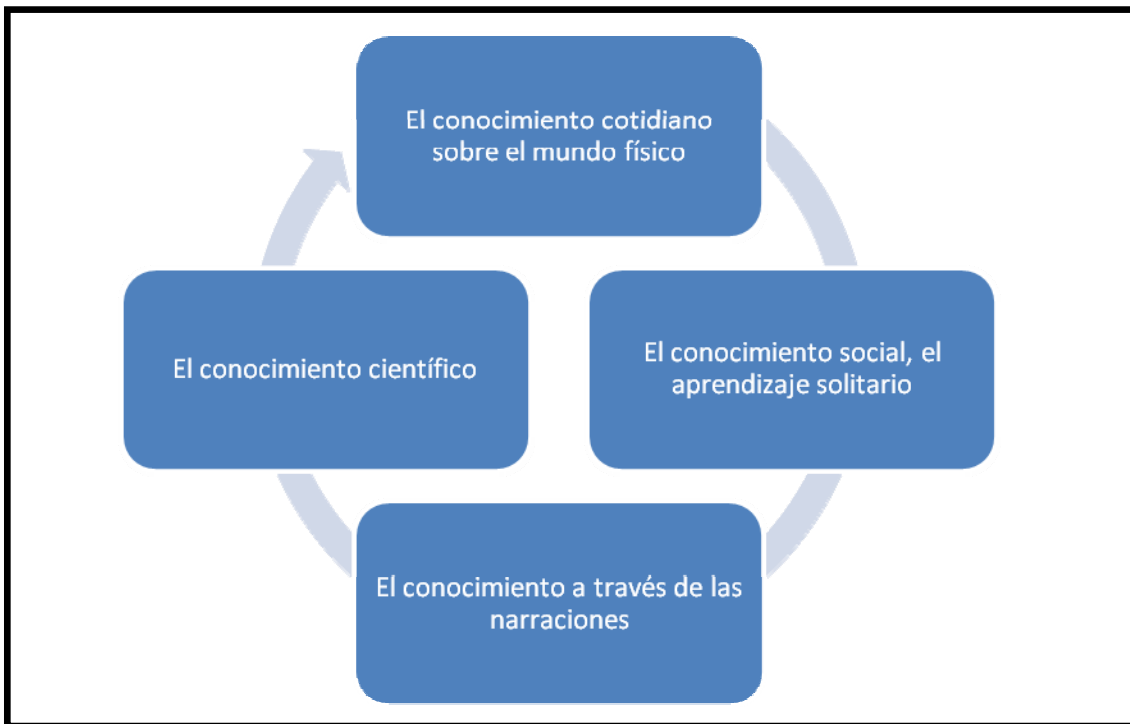 El conocimiento cotidiano
sobre el mundo físico
El conocimiento social, el
aprendizaje solitario
El conocimiento a través de las
narraciones
El conocimiento científico